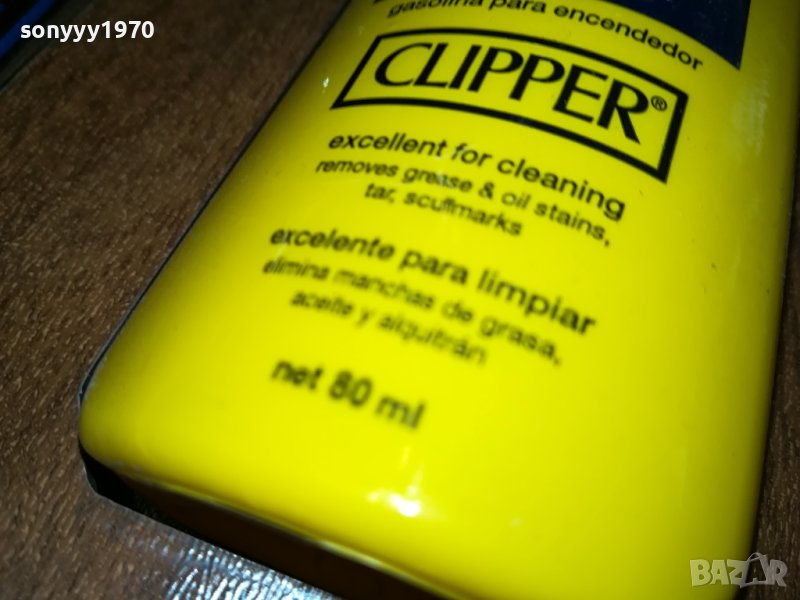 sonyyy1970
gasolina para encendedor
CLIPPER®
excellent for cleaning
removes grease & oil stains,
tar, scuffmarks
excelente para limpiar
elimina manchas de grasa,
aceite y alquitrán
net 80 ml
BAZAR